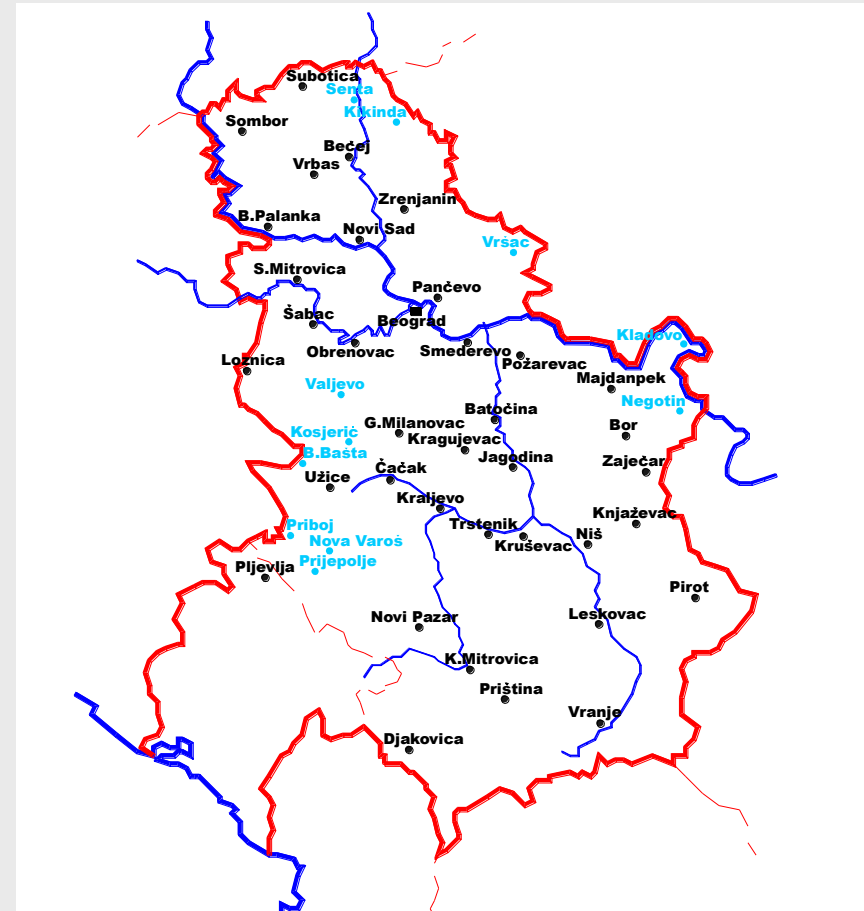 Subotica
Senta
Kikinda
Sombor
Bečej
Vrbas
Zrenjanin
B.Palanka
Novi Sad
Vršac
S.Mitrovica
Pančevo
Šabac
Beograd
Kladovo
Obrenovac
Smederevo
Loznica
Požarevac
Majdanpek
Valjevo
Negotin
Batočina
G.Milanovac
Bor
Kosjerić
Kragujevac
B.Bašta
Jagodina
Zaječar
Čačak
Užice
Kraljevo
Knjaževac
Priboj
Trstenik
Niš
Nova Varoš
Kruševac
Prijepolje
Pljevlja
Pirot
Novi Pazar
Leskovac
K.Mitrovica
Priština
Vranje
Djakovica